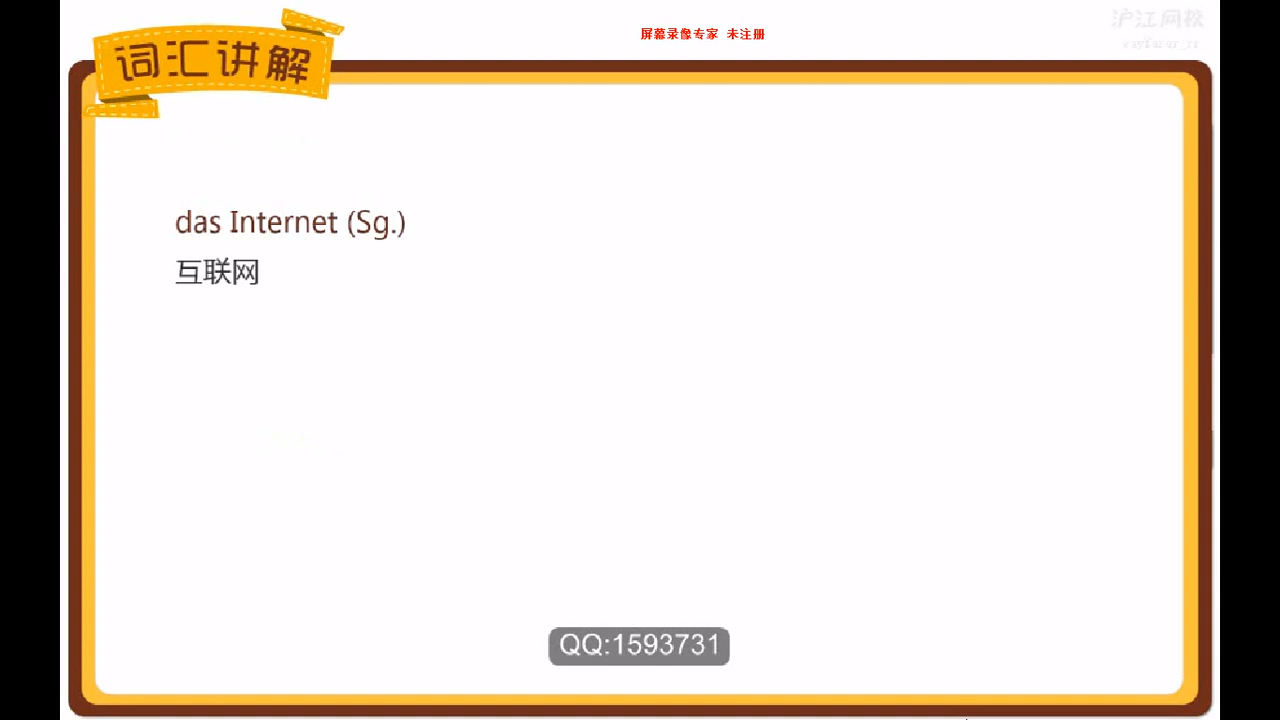 屏幕录像专家 未注册
沪江网校
词汇讲解
das Internet (Sg.)
互联网
QQ:1593731